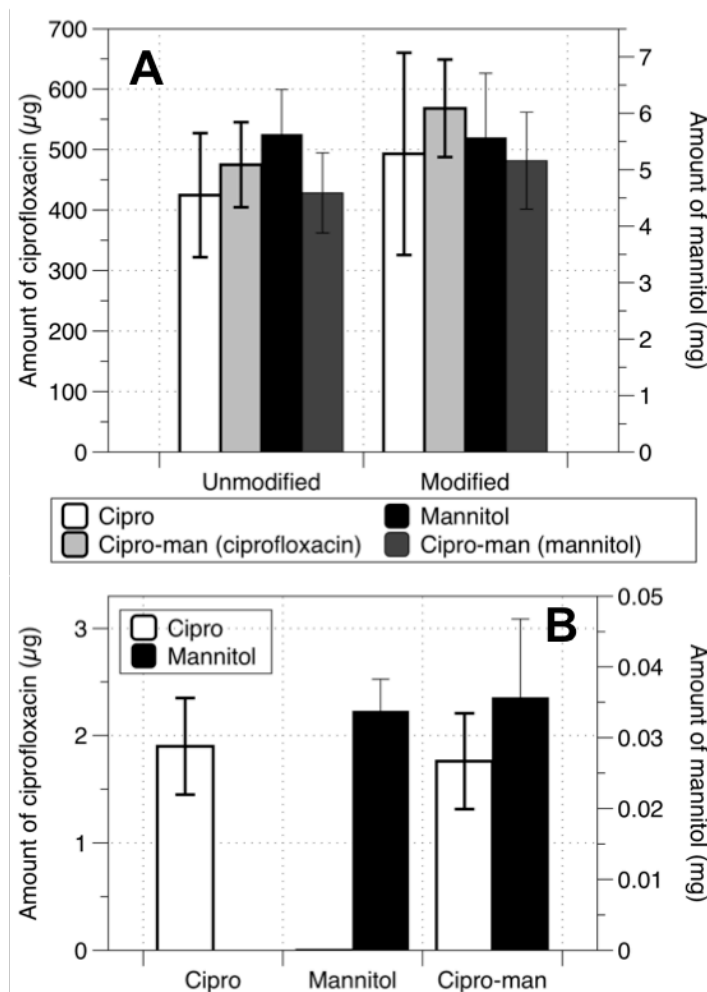 A
700
600
500
400
300
200
100
0
Amount of ciprofloxacin (µg)
7
6
5
4
3
2
1
0
Amount of mannitol (mg)
Unmodified Modified
Cipro Mannitol
Cipro-man (ciprofloxacin) Cipro-man (mannitol)
B
Cipro
Mannitol
3
2
1
0
Amount of ciprofloxacin (µg)
0.05
0.04
0.03
0.02
0.01
0
Amount of mannitol (mg)
Cipro Mannitol Cipro-man